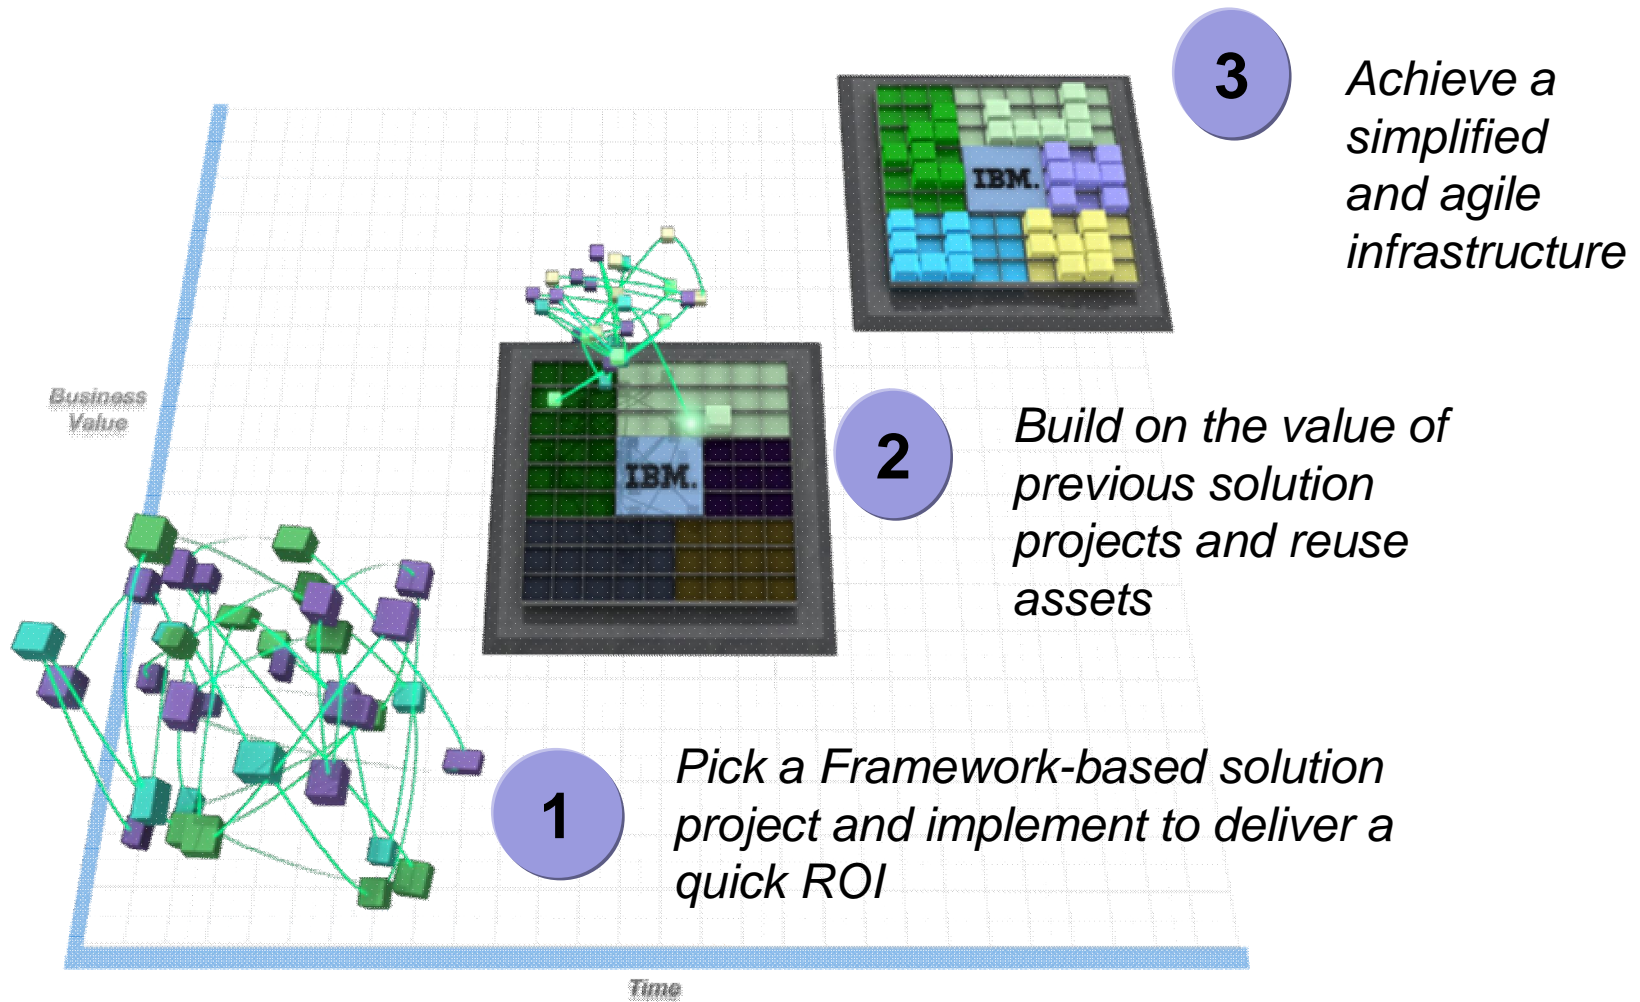 3
Achieve a
simplified
and agile
infrastructure
IBM.
Business
Value
2
Build on the value of
previous solution
projects and reuse
assets
IBM.
1
Pick a Framework-based solution
project and implement to deliver a
quick ROI
Time